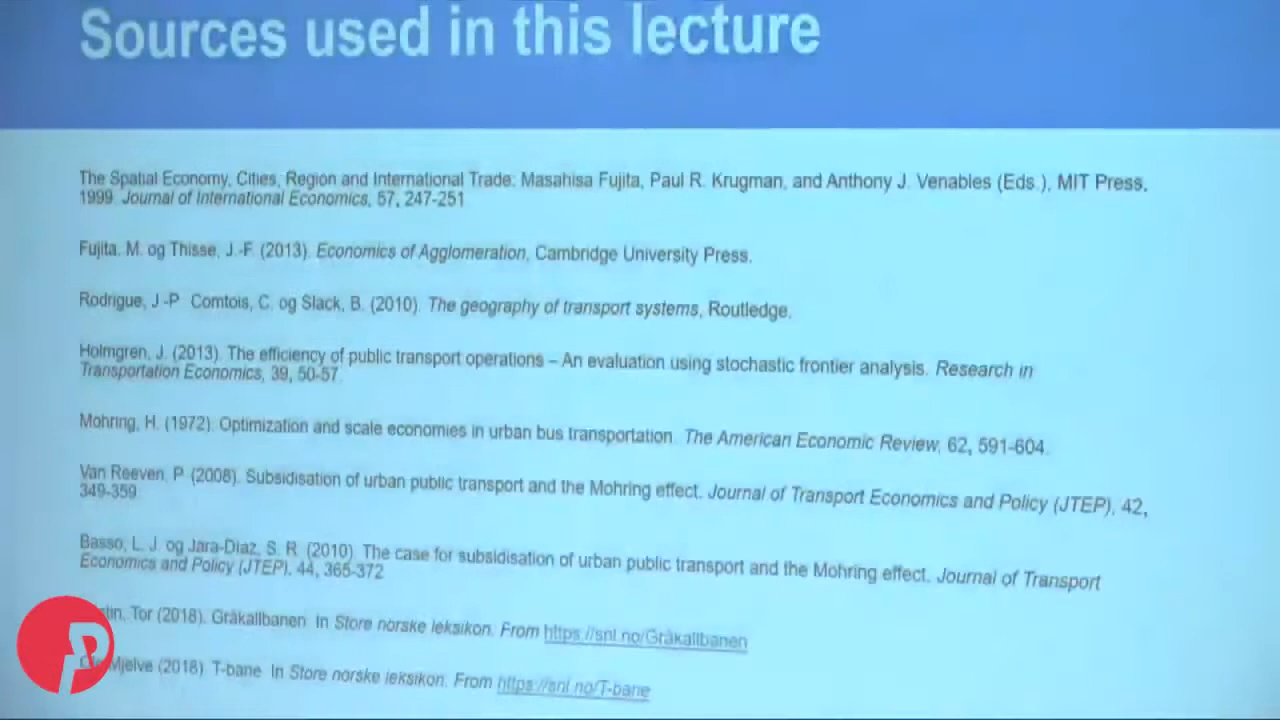 Sources used in this lecture
The Spatial Economy, Cities, Region and International Trade: Masahisa Fujita, Paul R. Krugman, and Anthony J. Venables (Eds.), MIT Press,
1999. Journal of International Economics, 57, 247-251
Fujita, M. og Thisse, J.-F. (2013). Economics of Agglomeration, Cambridge University Press.
Rodrigue, J.-P. Comtois, C. og Slack, B. (2010). The geography of transport systems, Routledge.
Holmgren, J. (2013). The efficiency of public transport operations – An evaluation using stochastic frontier analysis. Research in
Transportation Economics, 39, 50-57.
Mohring, H. (1972). Optimization and scale economies in urban bus transportation. The American Economic Review, 62, 591-604.
Van Reeven, P. (2008). Subsidisation of urban public transport and the Mohring effect. Journal of Transport Economics and Policy (JTEP), 42,
349-359.
Basso, L. J. og Jara-Diaz, S. R. (2010). The case for subsidisation of urban public transport and the Mohring effect. Journal of Transport
Economics and Policy (JTEP), 44, 365-372
Tor (2018). Gråkallbanen. In Store norske leksikon. From https://snl.no/Gråkallbanen
Mjelve (2018). T-bane. In Store norske leksikon. From https://snl.no/T-bane